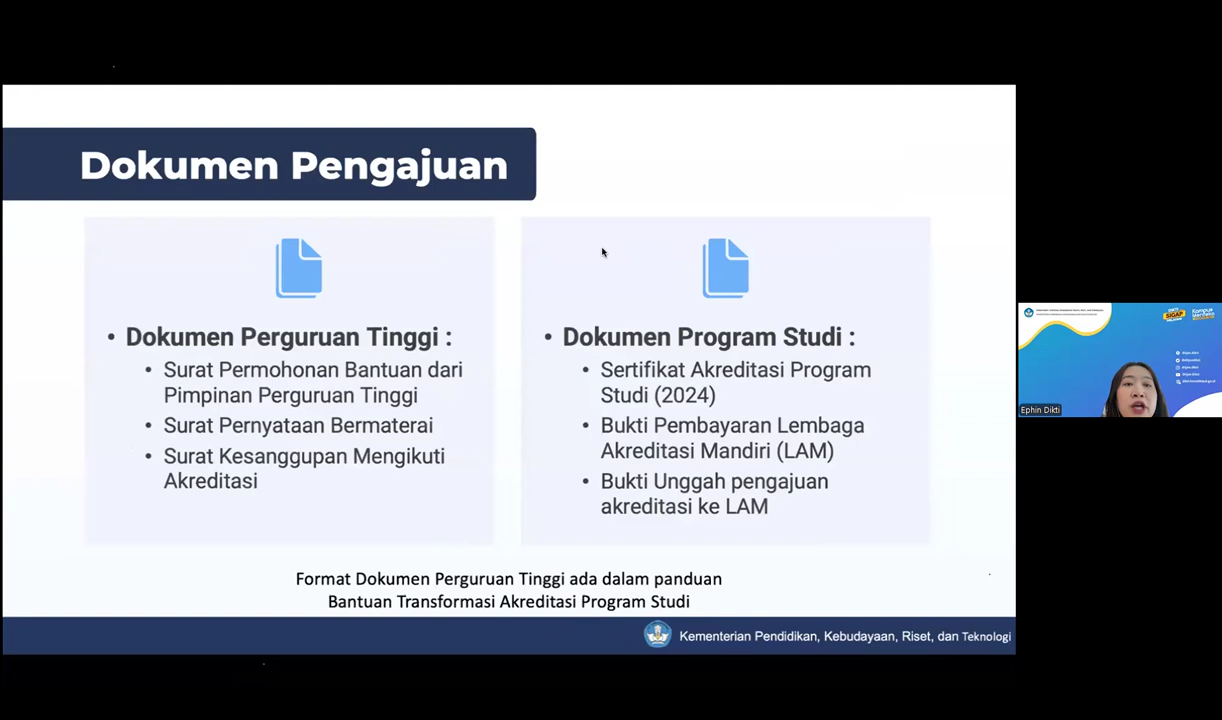 Dokumen Pengajuan
• Dokumen Perguruan Tinggi :
• Surat Permohonan Bantuan dari
Pimpinan Perguruan Tinggi
• Surat Pernyataan Bermaterai
• Surat Kesanggupan Mengikuti
Akreditasi
• Dokumen Program Studi :
• Sertifikat Akreditasi Program
Studi (2024)
• Bukti Pembayaran Lembaga
Akreditasi Mandiri (LAM)
• Bukti Unggah pengajuan
akreditasi ke LAM
Format Dokumen Perguruan Tinggi ada dalam panduan
Bantuan Transformasi Akreditasi Program Studi
Kementerian Pendidikan, Kebudayaan, Riset, dan Teknologi
SIGAP
Kampus
Merdeka
Ephin Dikti